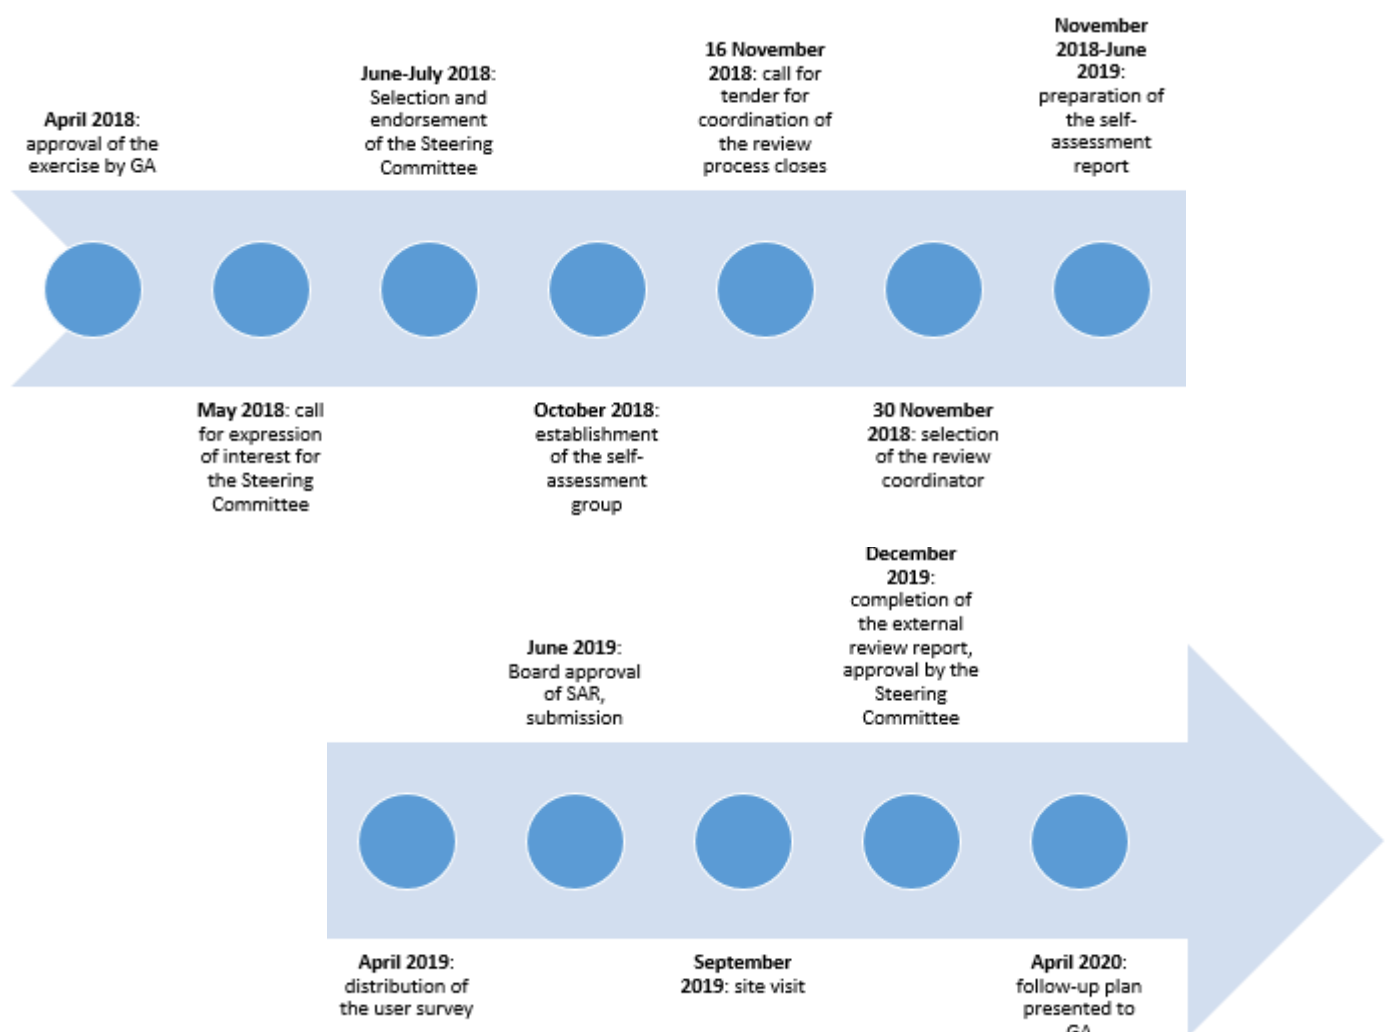 April 2018:
approval of the
exercise by GA
May 2018: call
for expression
of interest for
the Steering
Committee
June-July 2018:
Selection and
endorsement
of the Steering
Committee
October 2018:
establishment
of the self-
assessment
group
16 November
2018: call for
tender for
coordination of
the review
process closes
30 November
2018: selection
of the review
coordinator
November
2018-June
2019:
preparation of
the self-
assessment
report
April 2019:
distribution of
the user survey
June 2019:
Board approval
of SAR,
submission
September
2019: site visit
December
2019:
completion of
the external
review report,
approval by the
Steering
Committee
April 2020:
follow-up plan
presented to
GA